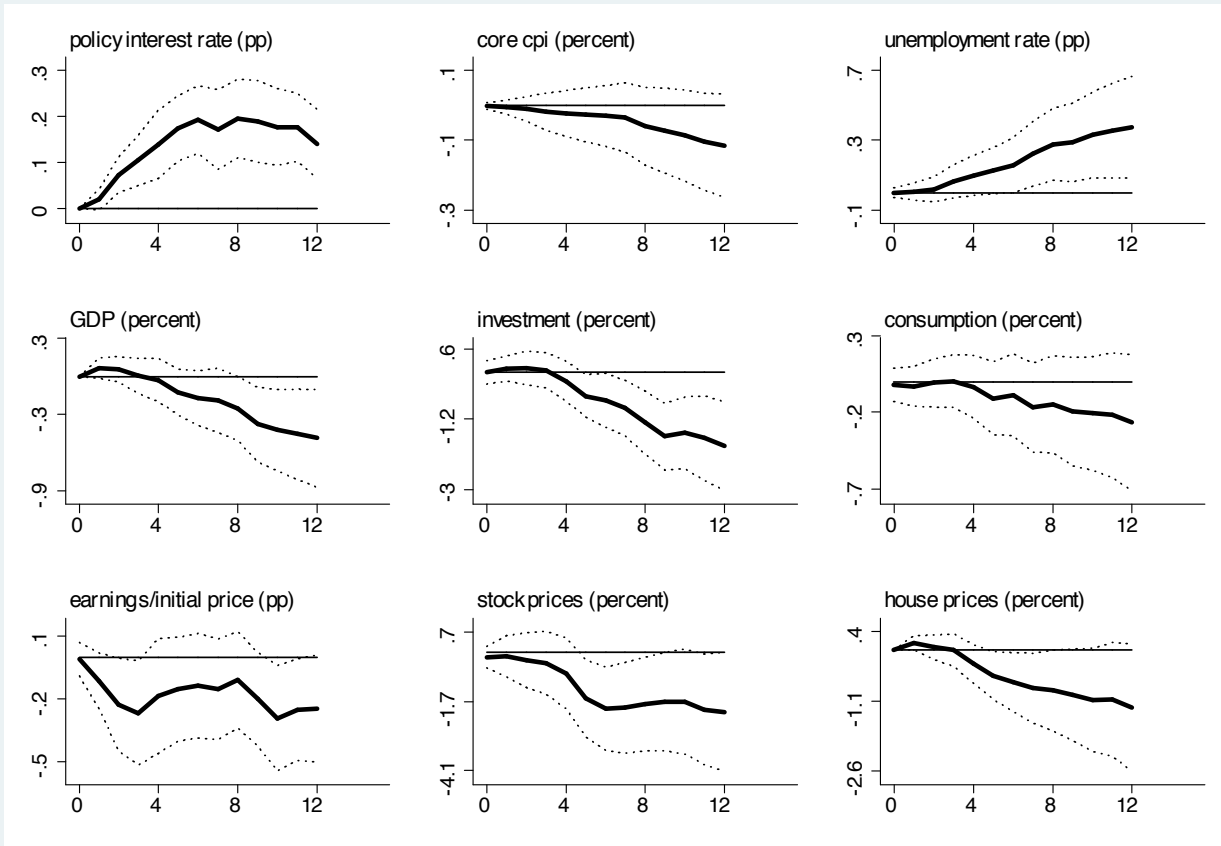 policy interest rate (pp)
.3
.2
.1
0
0 4 8 12
core cpi (percent)
.1
-.1
-.3
0 4 8 12
unemployment rate (pp)
.7
.3
-.1
0 4 8 12
GDP (percent)
.3
-.3
-.9
0 4 8 12
investment (percent)
.6
-1.2
-3
0 4 8 12
consumption (percent)
.3
-.2
-.7
0 4 8 12
earnings/initial price (pp)
.1
-.2
-.5
0 4 8 12
stock prices (percent)
.7
-1.7
-4.1
0 4 8 12
house prices (percent)
.4
-1.1
-2.6
0 4 8 12